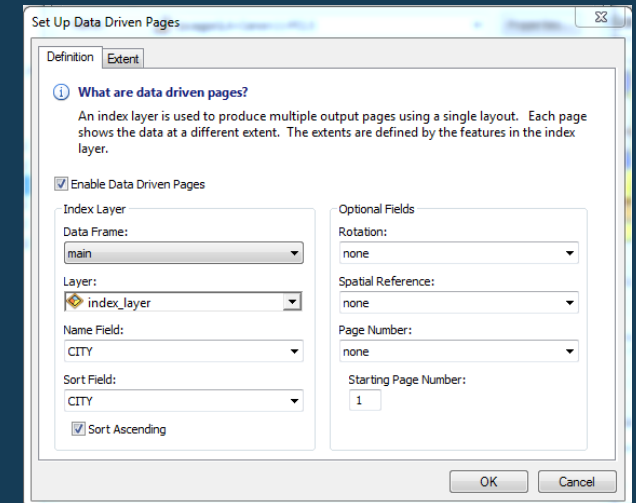 Set Up Data Driven Pages
Definition
Extent
What are data driven pages?
An index layer is used to produce multiple output pages using a single layout. Each page
shows the data at a different extent. The extents are defined by the features in the index
layer.
Enable Data Driven Pages
Index Layer
Data Frame:
main
Layer:
index_layer
Name Field:
CITY
Sort Field:
CITY
Sort Ascending
Optional Fields
Rotation:
none
Spatial Reference:
none
Page Number:
none
Starting Page Number:
1
OK
Cancel